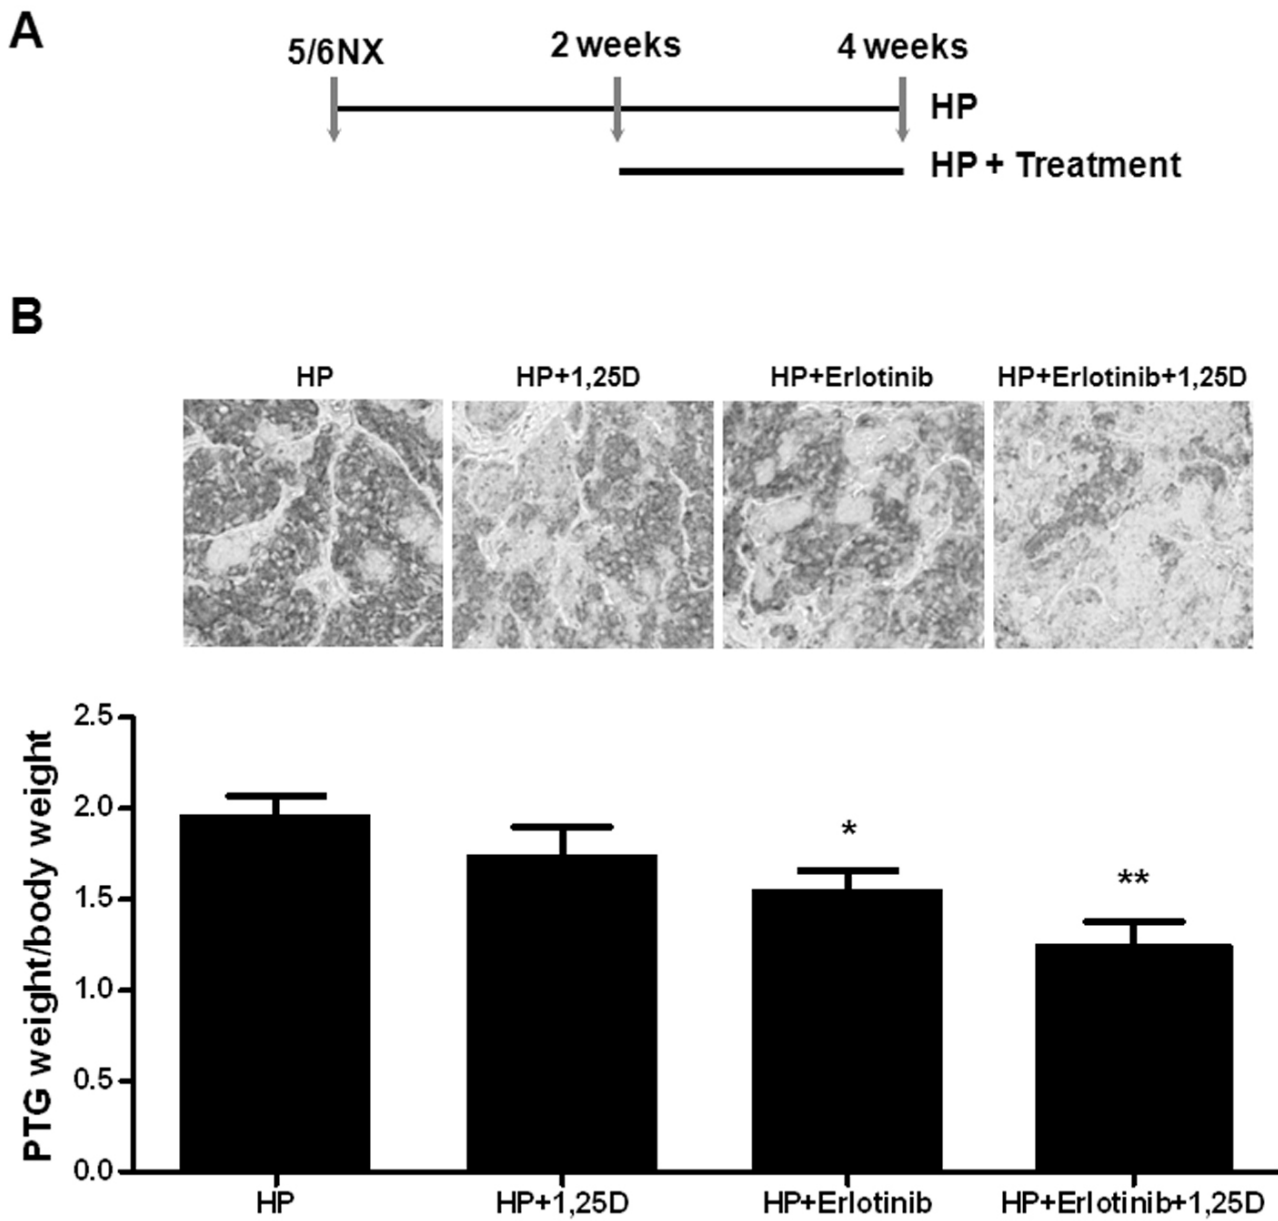 A
5/6NX 2 weeks 4 weeks
HP
HP + Treatment
B
HP HP+1,25D HP+Erlotinib HP+Erlotinib+1,25D
PTG weight/body weight
2.5
2.0
1.5
1.0
0.5
0.0
*
**
HP HP+1,25D HP+Erlotinib HP+Erlotinib+1,25D